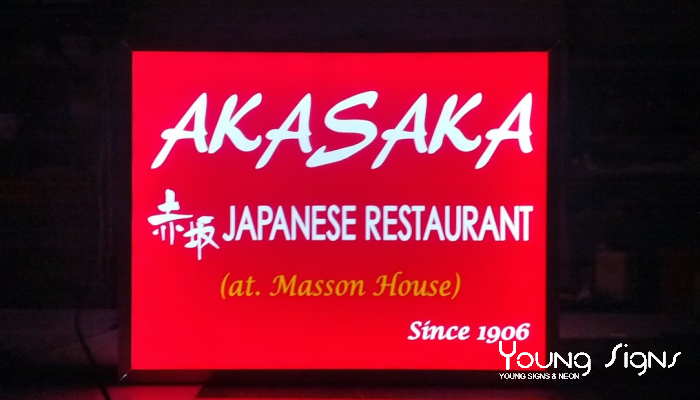 AKASAKA
赤坂 JAPANESE RESTAURANT
(at. Masson House)
Since 1906
Young Signs
YOUNG SIGNS & NEON